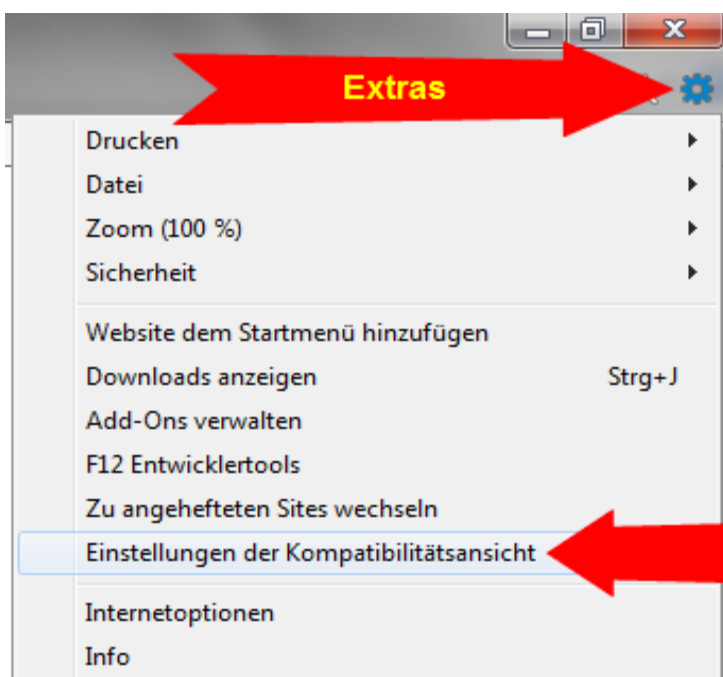 Extras
Drucken
Datei
Zoom (100 %)
Sicherheit
Website dem Startmenü hinzufügen
Downloads anzeigen Strg+J
Add-Ons verwalten
F12 Entwicklertools
Zu angehefteten Sites wechseln
Einstellungen der Kompatibilitätsansicht
Internetoptionen
Info